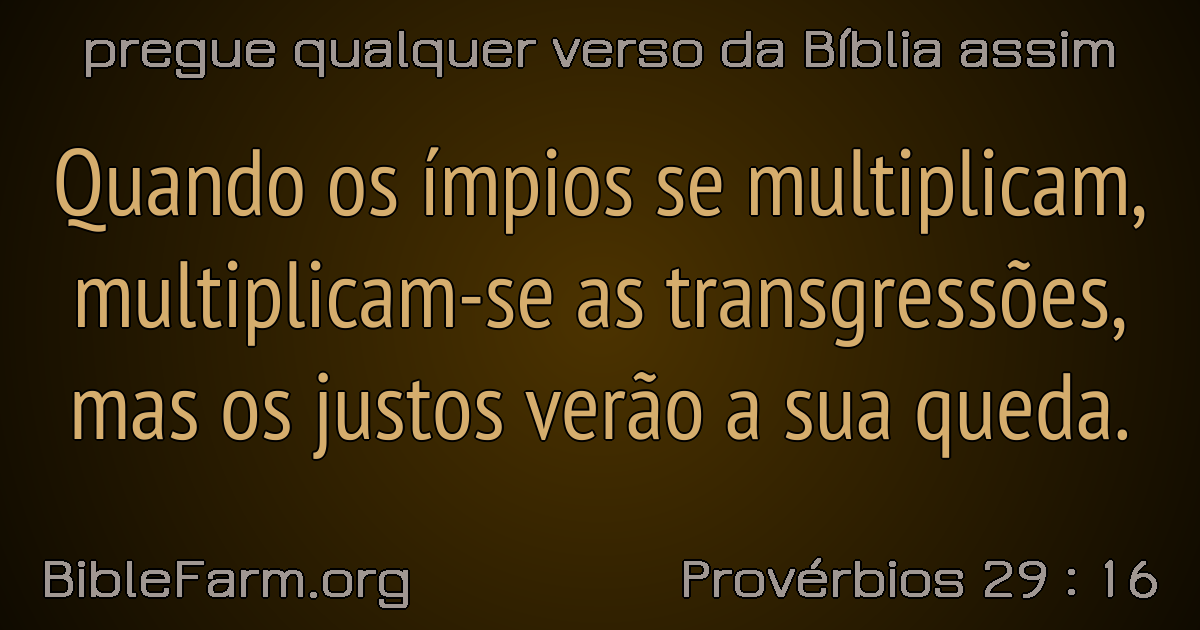 pregue qualquer verso da Bíblia assim
Quando os ímpios se multiplicam,
multiplicam-se as transgressões,
mas os justos verão a sua queda.
BibleFarm.org
Provérbios 29 : 16